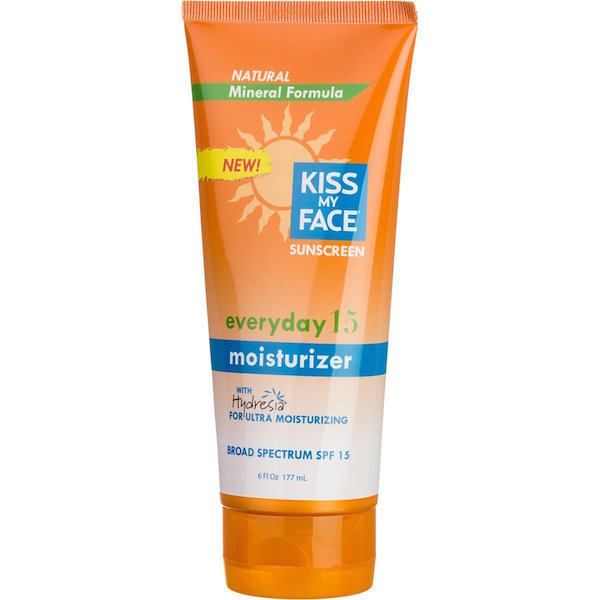 NATURAL
Mineral Formula
NEW!
KISS
MY
FACE®
SUNSCREEN
everyday 15
moisturizer
WITH
Hydresia®
FOR ULTRA MOISTURIZING
BROAD SPECTRUM SPF 15
6 Fl Oz 177 mL